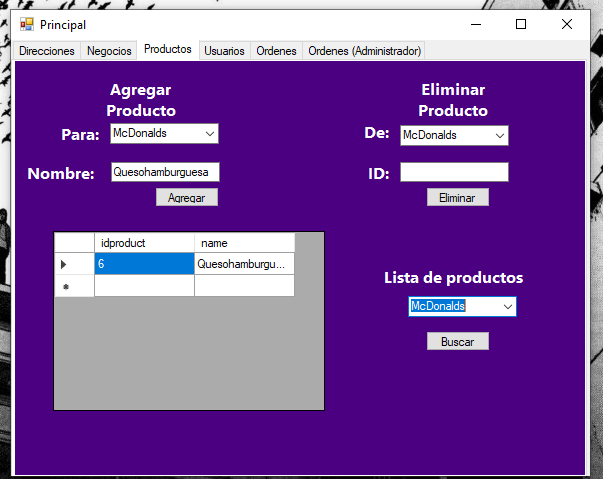 Principal
Direcciones Negocios Productos Usuarios Ordenes Ordenes (Administrador)
Agregar
Producto
Para: McDonalds
Nombre: Quesohamburguesa
Agregar
Eliminar
Producto
De: McDonalds
ID:
Eliminar
idproduct name
6 Quesohamburgu...
Lista de productos
McDonalds
Buscar